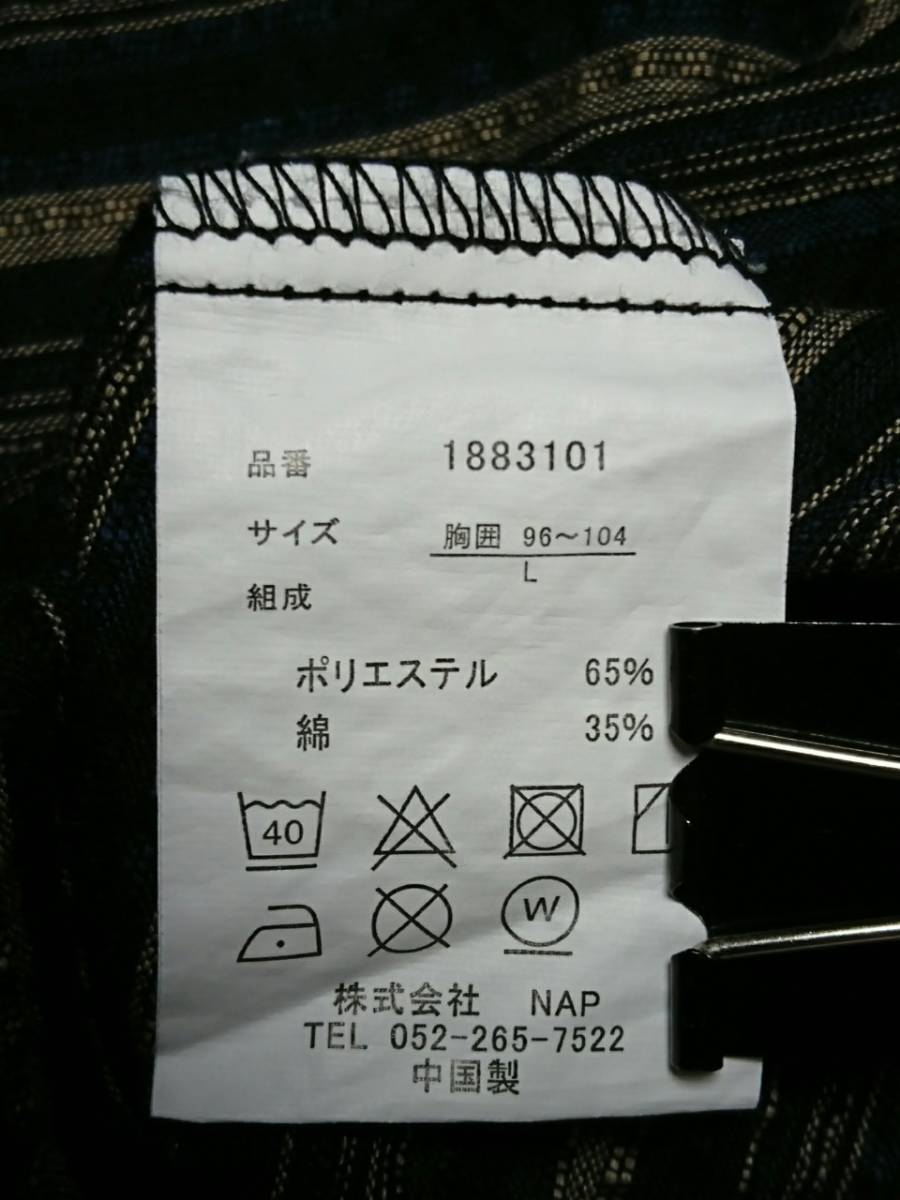 品番 1883101
サイズ 胸囲 96～104
L
組成
ポリエステル 65%
綿 35%
40
W
株式会社 NAP
TEL 052-265-7522
中国製